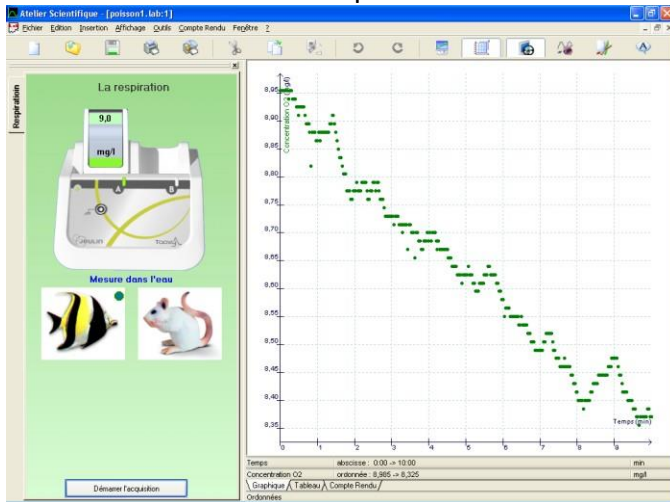 Atelier Scientifique - [poisson1.lab:1]
Fichier Edition Insertion Affichage Outils Compte Rendu Fenêtre ?
Respiration
La respiration
9,0
mg/l
A
B
JEULIN
Mesure dans l'eau
Démarrer l'acquisition
Concentration O2 (mg/l)
8,95
8,90
8,85
8,80
8,75
8,70
8,65
8,60
8,55
8,50
8,45
8,40
8,35
Temps (min)
0 1 2 3 4 5 6 7 8 9
Temps abscisse : 0:00 -> 10:00 min
Concentration O2 ordonnée : 8,985 -> 8,325 mg/l
Graphique Tableau Compte Rendu
Ordonnées